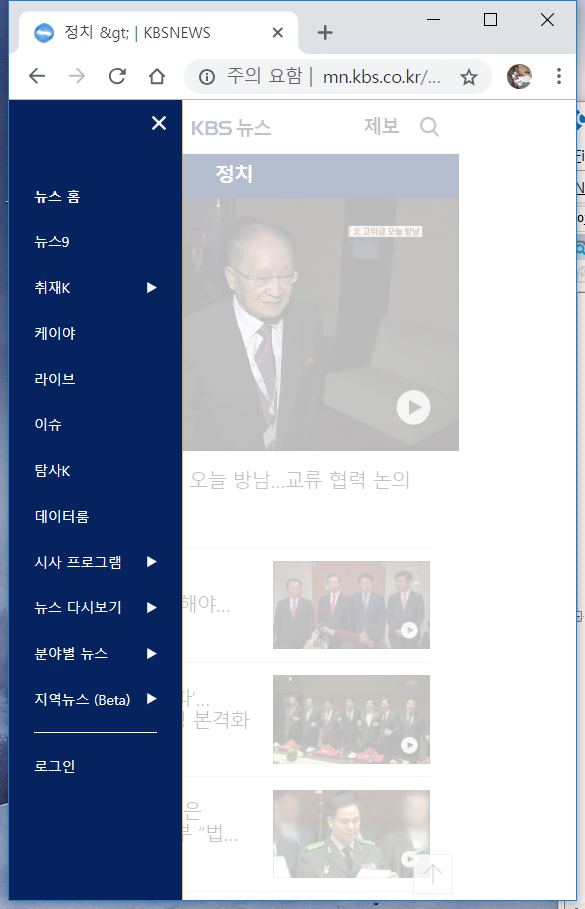 정치 &gt; | KBSNEWS
주의 요함 | mn.kbs.co.kr/...
KBS 뉴스
제보
정치
北 고위급 오늘 방남
오늘 방남...교류 협력 논의
해야...
다'...
본격화
은
부 "법...
뉴스 홈
뉴스9
취재K
케이야
라이브
이슈
탐사K
데이터룸
시사 프로그램
뉴스 다시보기
분야별 뉴스
지역뉴스 (Beta)
로그인